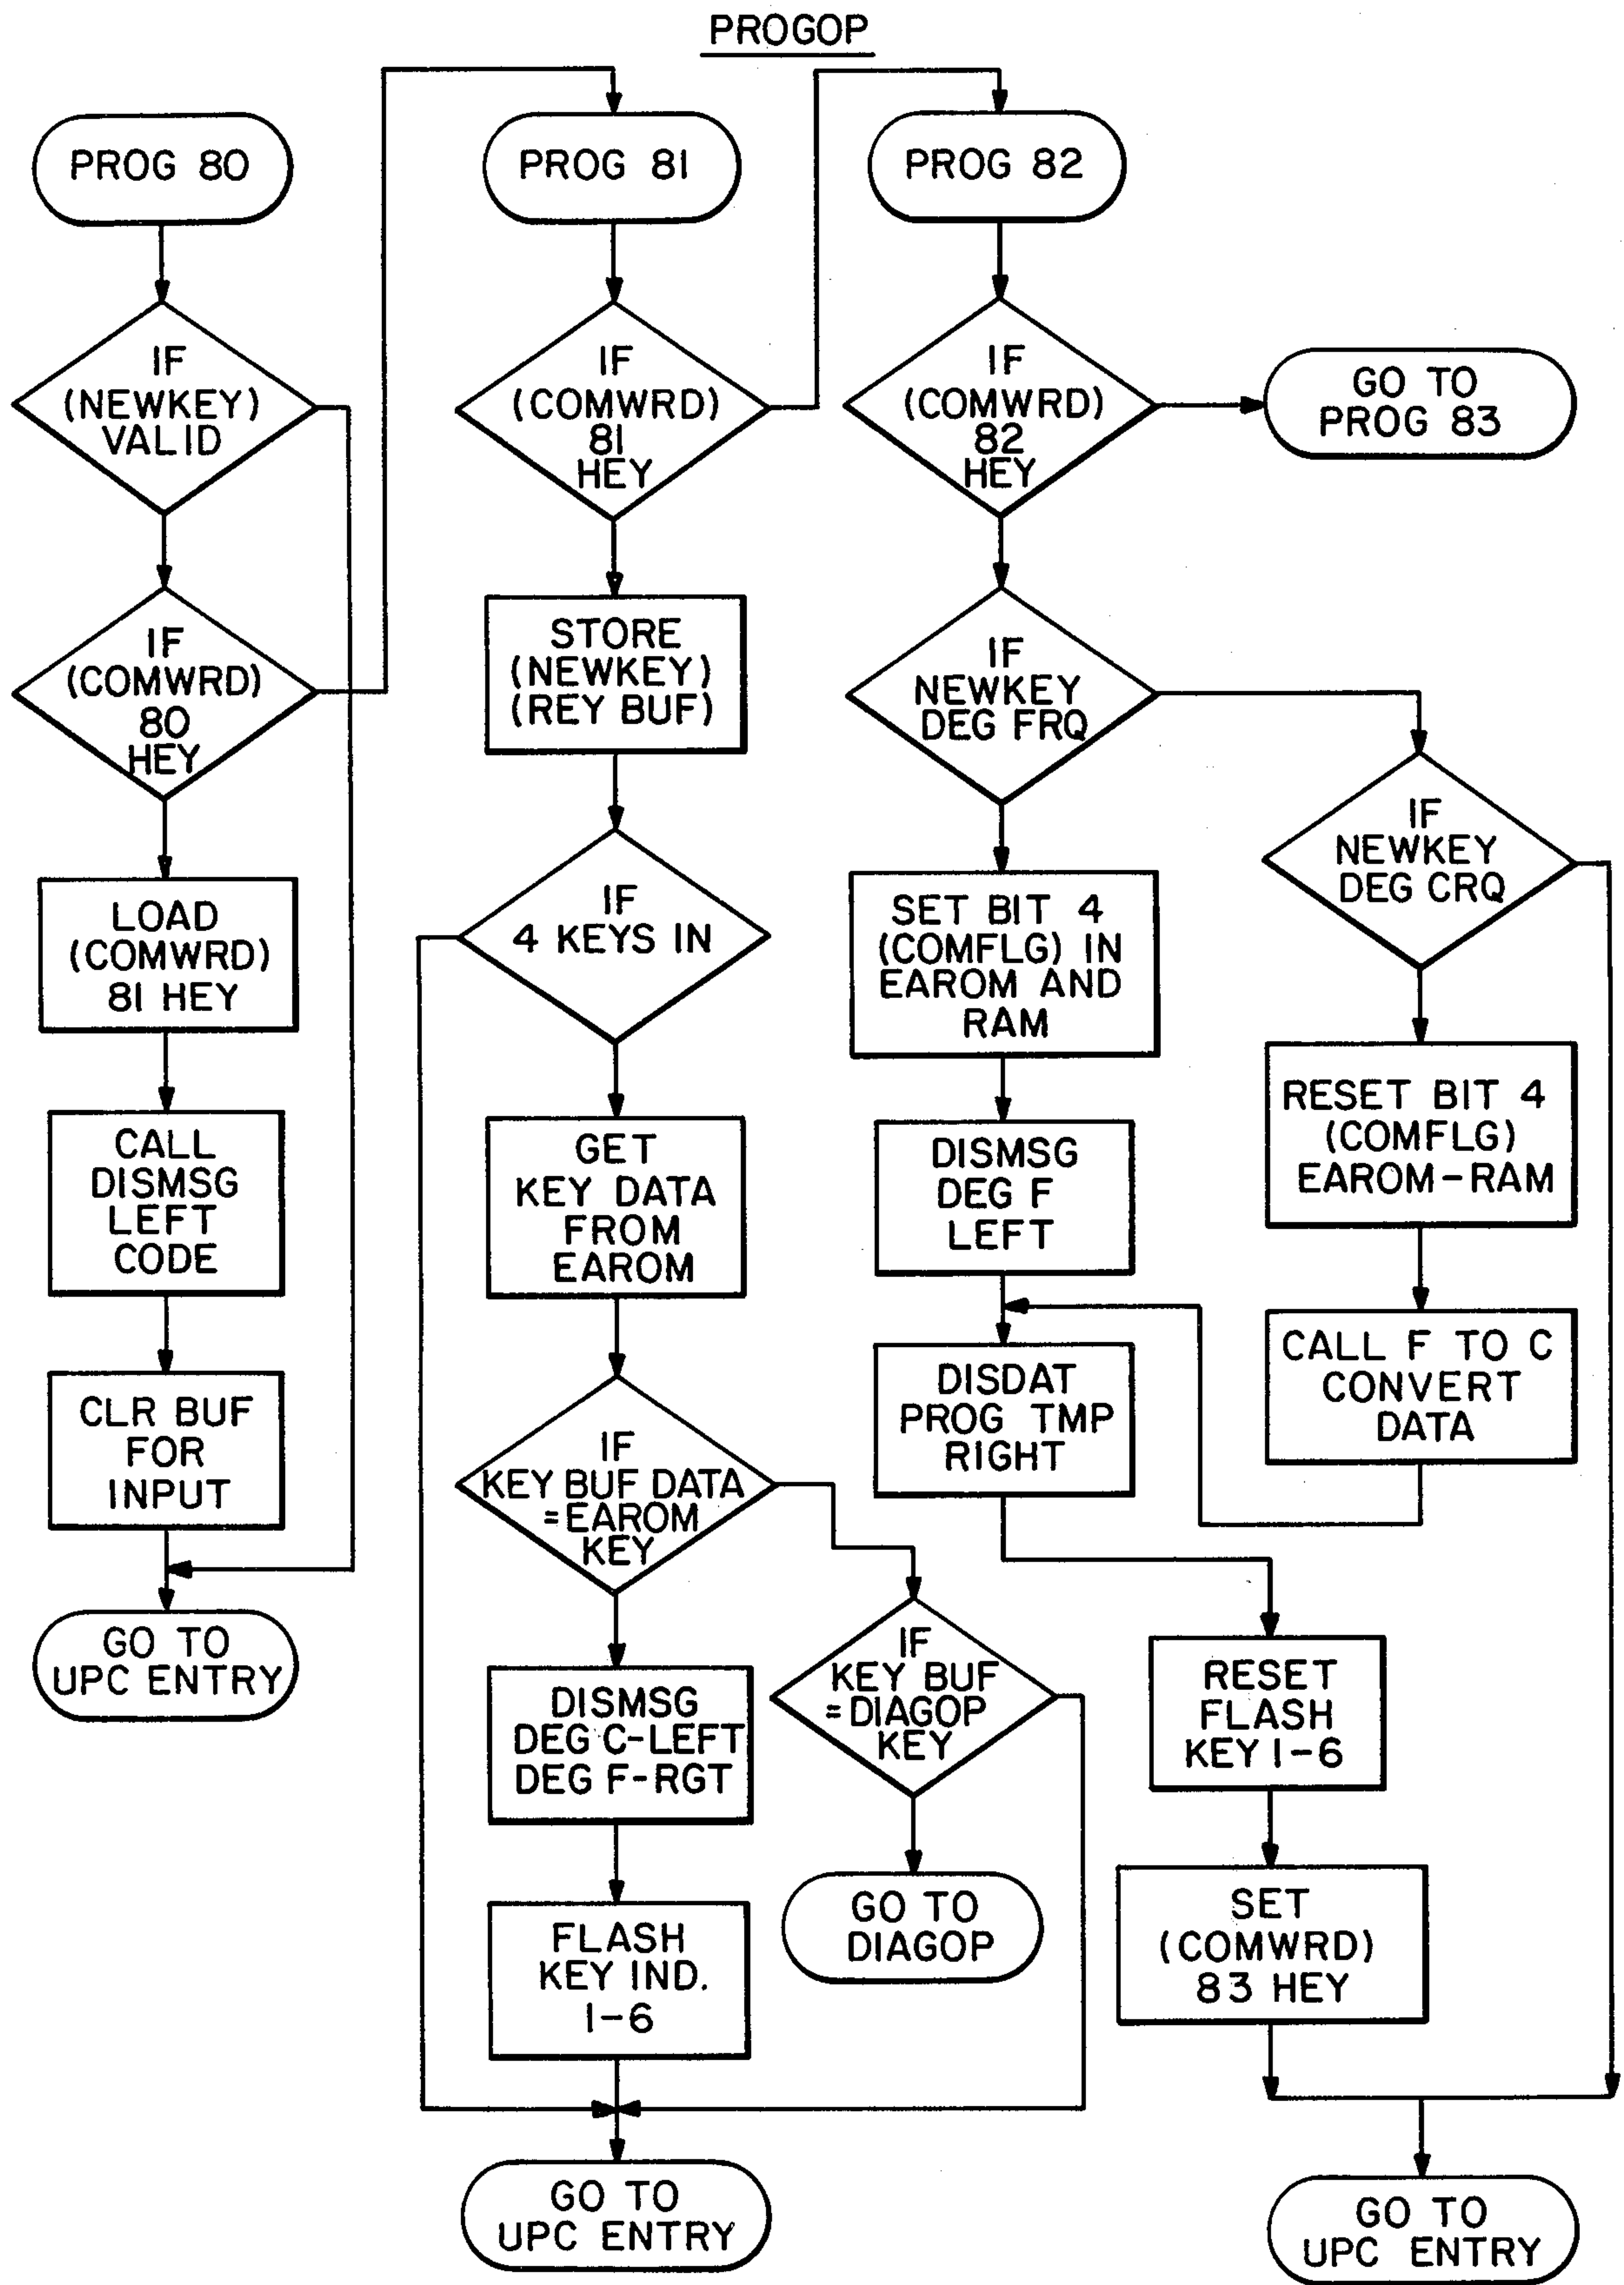 PROGOP
PROG 80
IF
(NEWKEY)
VALID
IF
(COMWRD)
80
HEY
LOAD
(COMWRD)
81 HEY
CALL
DISMSG
LEFT
CODE
CLR BUF
FOR
INPUT
GO TO
UPC ENTRY
PROG 81
IF
(COMWRD)
81
HEY
STORE
(NEWKEY)
(REY BUF)
IF
4 KEYS IN
GET
KEY DATA
FROM
EAROM
IF
KEY BUF DATA
=EAROM
KEY
DISMSG
DEG C-LEFT
DEG F-RGT
FLASH
KEY IND.
1-6
GO TO
UPC ENTRY
IF
KEY BUF
=DIAGOP
KEY
GO TO
DIAGOP
PROG 82
IF
(COMWRD)
82
HEY
GO TO
PROG 83
IF
NEWKEY
DEG FRQ
SET BIT 4
(COMFLG) IN
EAROM AND
RAM
DISMSG
DEG F
LEFT
DISDAT
PROG TMP
RIGHT
IF
NEWKEY
DEG CRQ
RESET BIT 4
(COMFLG)
EAROM-RAM
CALL F TO C
CONVERT
DATA
RESET
FLASH
KEY 1-6
SET
(COMWRD)
83 HEY
GO TO
UPC ENTRY